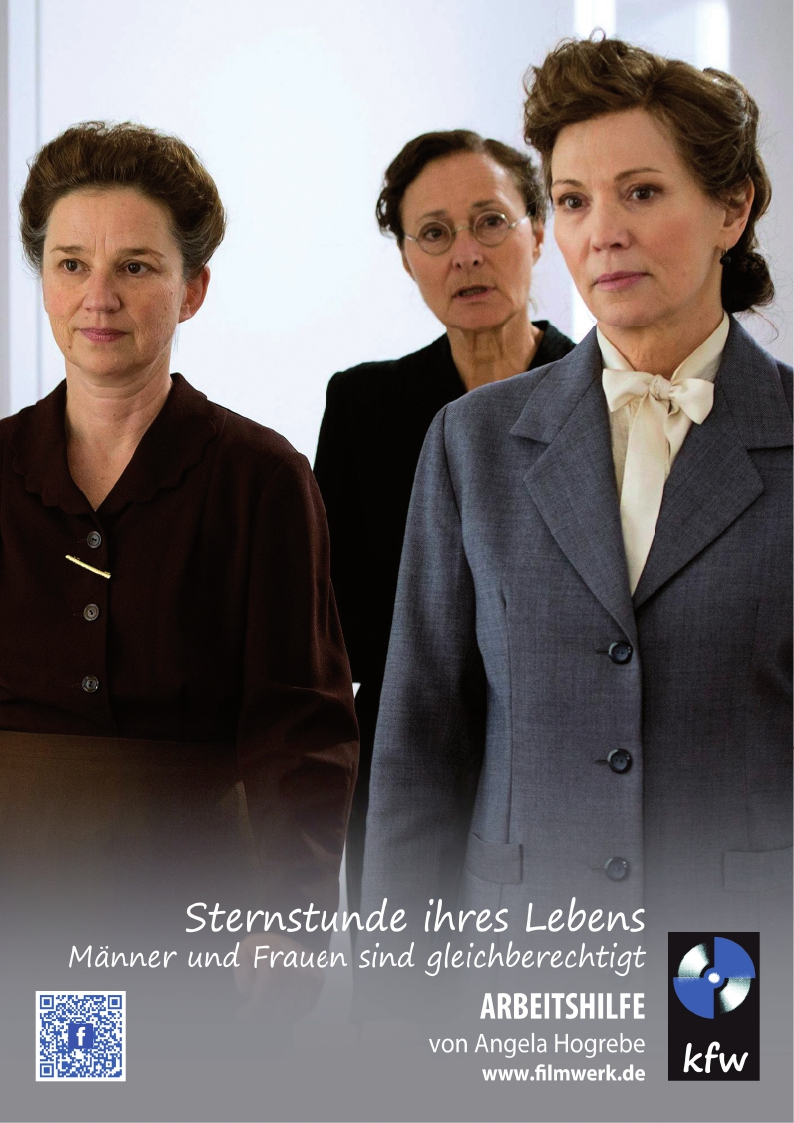 Sternstunde ihres Lebens
Männer und Frauen sind gleichberechtigt
ARBEITSHILFE
von Angela Hogrebe
www.filmwerk.de
f
kfw